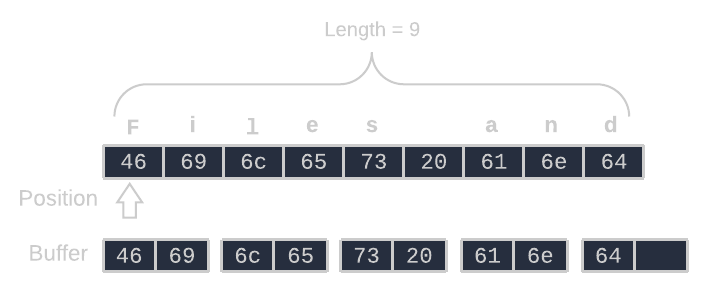 Length = 9
F i l e s a n d
46 69 6c 65 73 20 61 6e 64
Position
Buffer 46 69 6c 65 73 20 61 6e 64